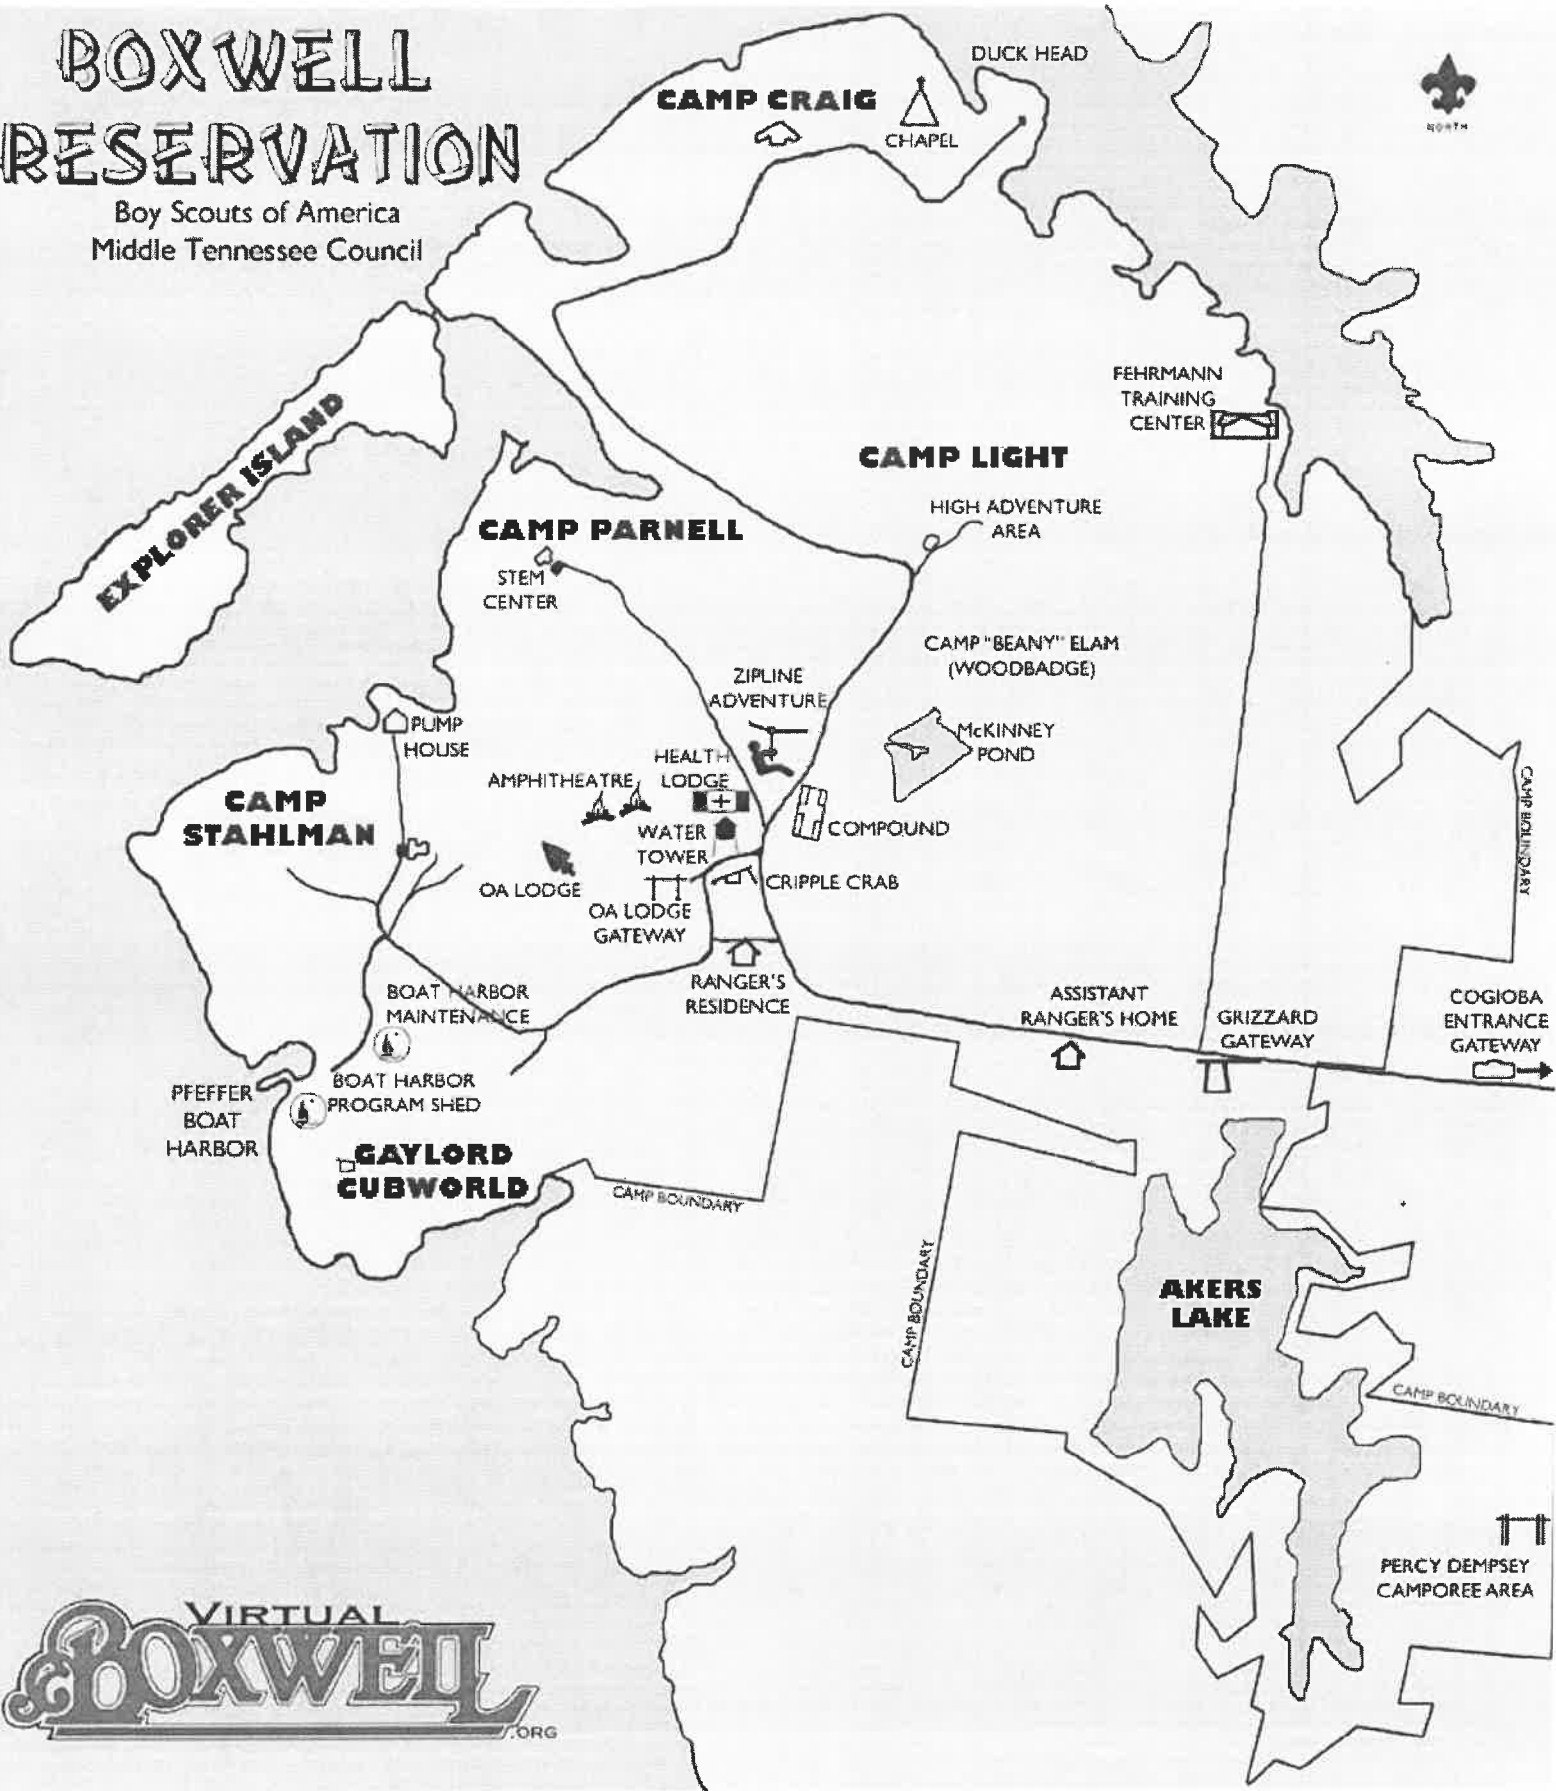 BOXWELL
RESERVATION
Boy Scouts of America
Middle Tennessee Council
DUCK HEAD
CAMP CRAIG
CHAPEL
NORTH
EXPLORER ISLAND
FEHRMANN
TRAINING
CENTER
CAMP LIGHT
HIGH ADVENTURE
AREA
CAMP PARNELL
STEM
CENTER
CAMP "BEANY" ELAM
(WOODBADGE)
ZIPLINE
ADVENTURE
McKINNEY
POND
PUMP
HOUSE
HEALTH
LODGE
AMPHITHEATRE
CAMP
STAHLMAN
WATER
TOWER
COMPOUND
CAMP BOUNDARY
OA LODGE
CRIPPLE CRAB
OA LODGE
GATEWAY
RANGER'S
RESIDENCE
BOAT HARBOR
MAINTENANCE
ASSISTANT
RANGER'S HOME
GRIZZARD
GATEWAY
COGIOBA
ENTRANCE
GATEWAY
PFEFFER
BOAT
HARBOR
BOAT HARBOR
PROGRAM SHED
GAYLORD
CUBWORLD
CAMP BOUNDARY
CAMP BOUNDARY
AKERS
LAKE
CAMP BOUNDARY
PERCY DEMPSEY
CAMPOREE AREA
VIRTUAL
BOXWELL
.ORG